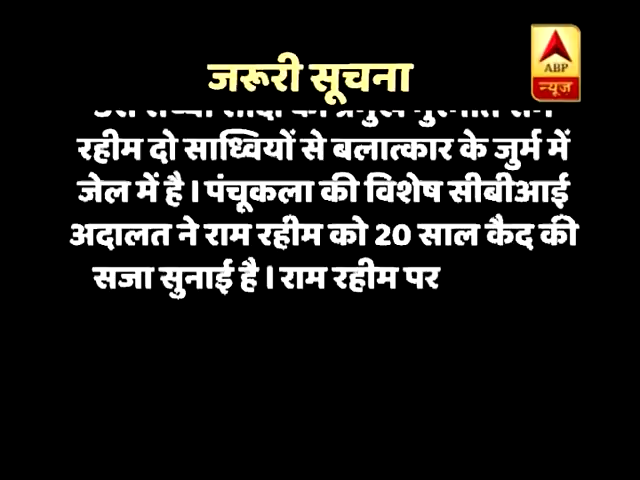 जरूरी सूचना
ABP
न्यूज़
रहीम दो साध्वियों से बलात्कार के जुर्म में
जेल में है । पंचूकला की विशेष सीबीआई
अदालत ने राम रहीम को 20 साल कैद की
सजा सुनाई है । राम रहीम पर